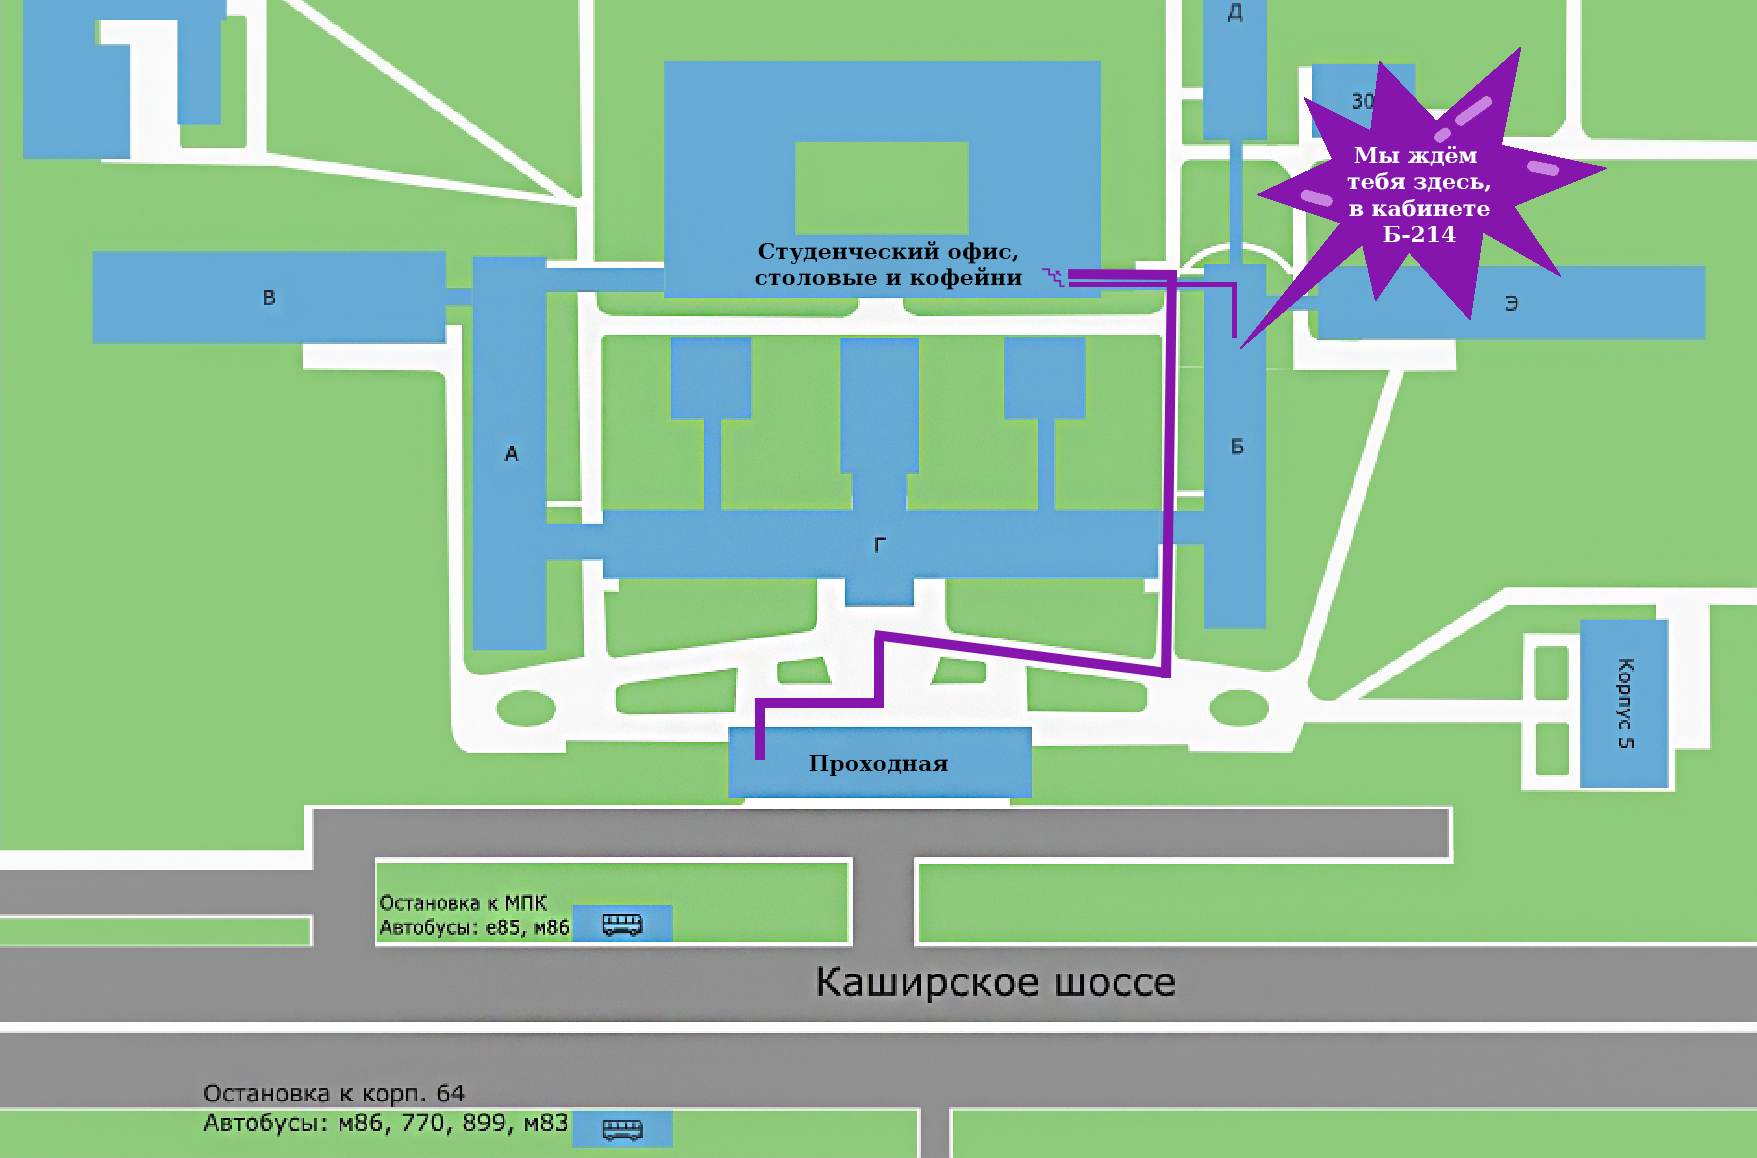 Д
30
Мы ждём
тебя здесь,
в кабинете
Б-214
Студенческий офис,
столовые и кофейни
В
Э
А
Б
Г
Корпус 5
Проходная
Остановка к МПК
Автобусы: е85, м86
Каширское шоссе
Остановка к корп. 64
Автобусы: м86, 770, 899, м83